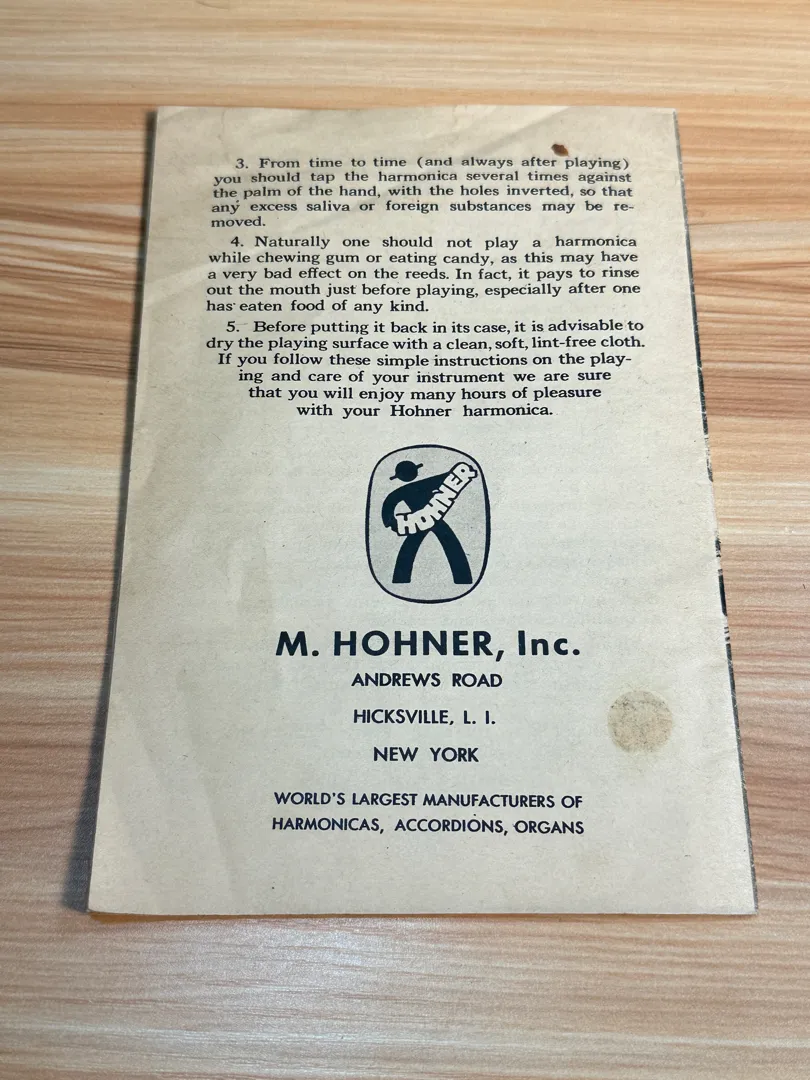 3. From time to time (and always after playing)
you should tap the harmonica several times against
the palm of the hand, with the holes inverted, so that
any excess saliva or foreign substances may be re-
moved.
4. Naturally one should not play a harmonica
while chewing gum or eating candy, as this may have
a very bad effect on the reeds. In fact, it pays to rinse
out the mouth just before playing, especially after one
has eaten food of any kind.
5. Before putting it back in its case, it is advisable to
dry the playing surface with a clean, soft, lint-free cloth.
If you follow these simple instructions on the play-
ing and care of your instrument we are sure
that you will enjoy many hours of pleasure
with your Hohner harmonica.
HOHNER
M. HOHNER, Inc.
ANDREWS ROAD
HICKSVILLE, L. I.
NEW YORK
WORLD'S LARGEST MANUFACTURERS OF
HARMONICAS, ACCORDIONS, ORGANS